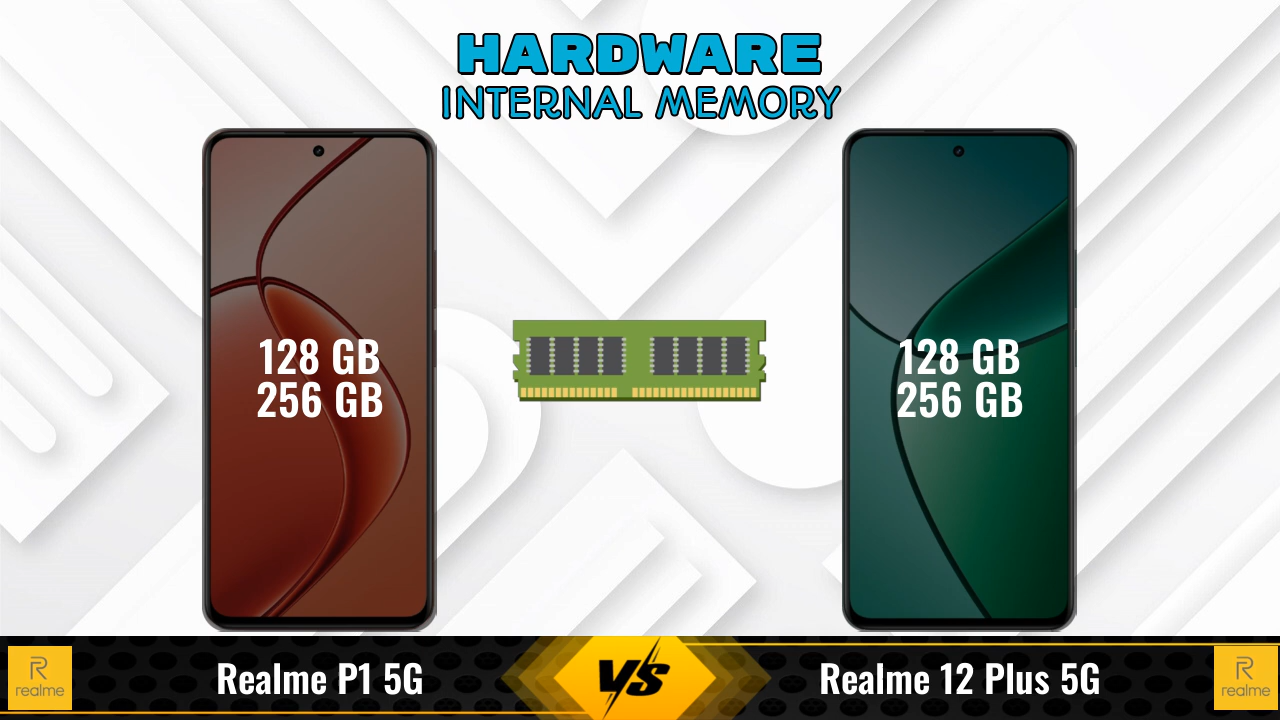 HARDWARE
INTERNAL MEMORY
128 GB
256 GB
128 GB
256 GB
realme
Realme P1 5G
VS
Realme 12 Plus 5G
realme